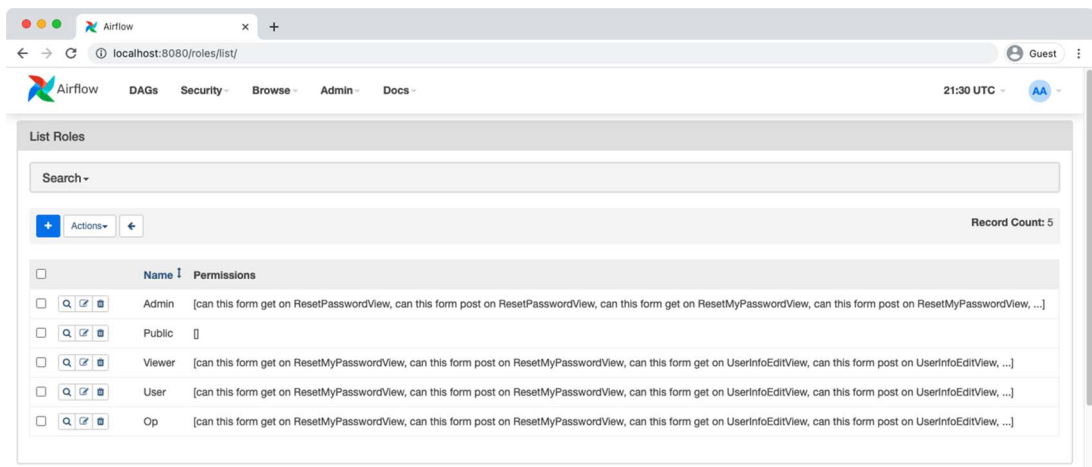 Airflow × +
localhost:8080/roles/list/ Guest
Airflow DAGs Security Browse Admin Docs 21:30 UTC AA
List Roles
Search
+ Actions Record Count: 5
Name Permissions
Admin [can this form get on ResetPasswordView, can this form post on ResetPasswordView, can this form get on ResetMyPasswordView, can this form post on ResetMyPasswordView, ...]
Public []
Viewer [can this form get on ResetMyPasswordView, can this form post on ResetMyPasswordView, can this form get on UserInfoEditView, can this form post on UserInfoEditView, ...]
User [can this form get on ResetMyPasswordView, can this form post on ResetMyPasswordView, can this form get on UserInfoEditView, can this form post on UserInfoEditView, ...]
Op [can this form get on ResetMyPasswordView, can this form post on ResetMyPasswordView, can this form get on UserInfoEditView, can this form post on UserInfoEditView, ...]